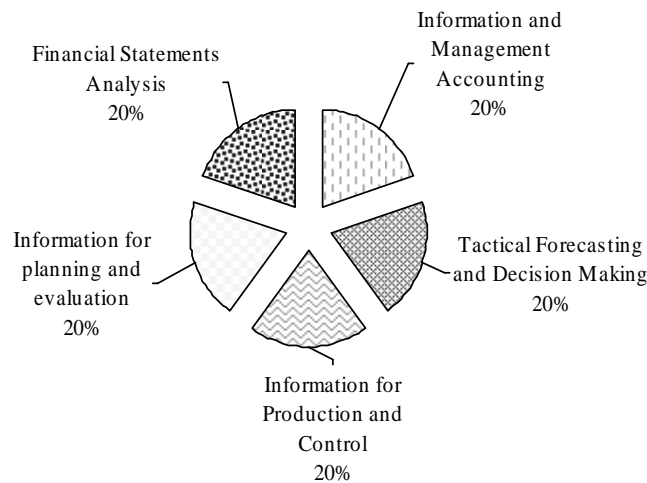 Financial Statements
Analysis
20%
Information and
Management
Accounting
20%
Information for
planning and
evaluation
20%
Tactical Forecasting
and Decision Making
20%
Information for
Production and
Control
20%